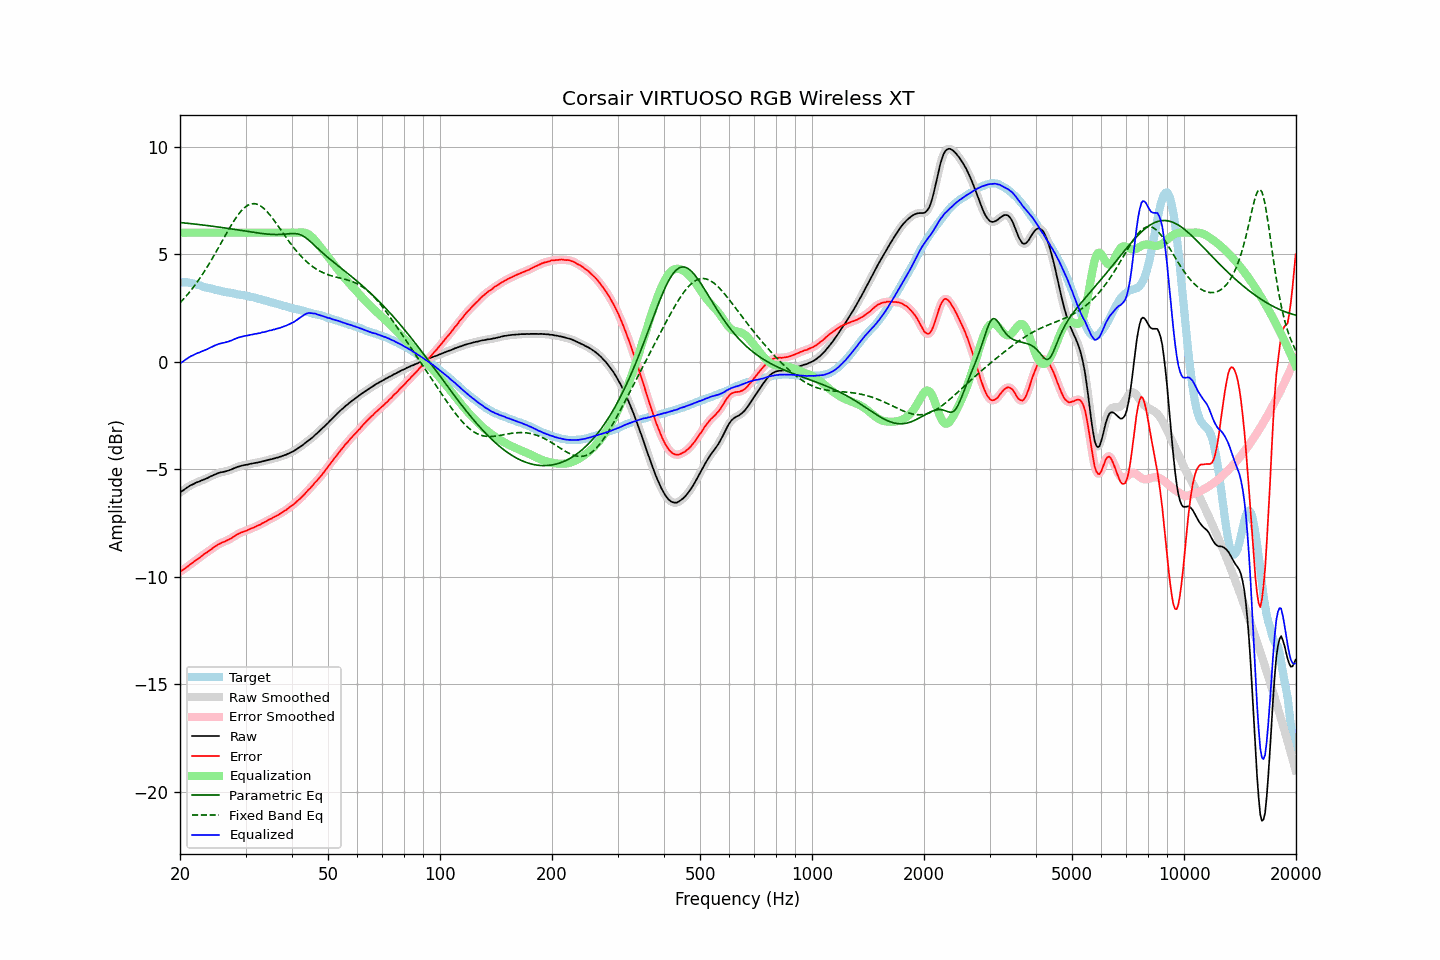 Corsair VIRTUOSO RGB Wireless XT
Amplitude (dBr)
10
5
0
−5
−10
−15
−20
Target
Raw Smoothed
Error Smoothed
Raw
Error
Equalization
Parametric Eq
Fixed Band Eq
Equalized
20
50
100
200
500
1000
2000
5000
10000
20000
Frequency (Hz)